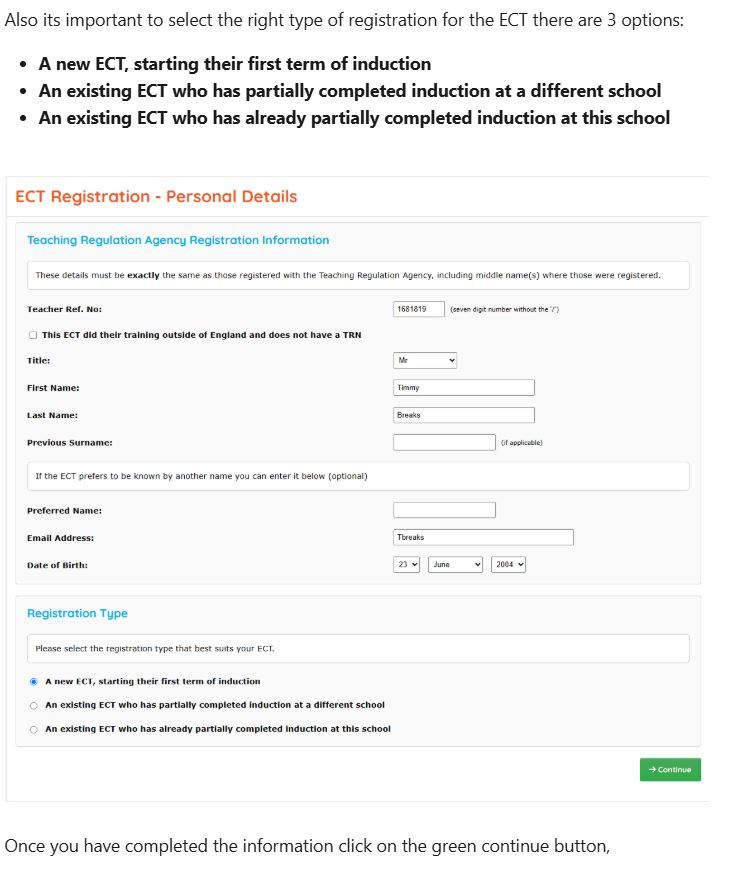 Also its important to select the right type of registration for the ECT there are 3 options:
• A new ECT, starting their first term of induction
• An existing ECT who has partially completed induction at a different school
• An existing ECT who has already partially completed induction at this school
ECT Registration - Personal Details
Teaching Regulation Agency Registration Information
These details must be exactly the same as those registered with the Teaching Regulation Agency, including middle name(s) where those were registered.
Teacher Ref. No: 1681819 (seven digit number without the '/')
This ECT did their training outside of England and does not have a TRN
Title: Mr
First Name: Timmy
Last Name: Breaks
Previous Surname: (if applicable)
If the ECT prefers to be known by another name you can enter it below (optional)
Preferred Name:
Email Address: Tbreaks
Date of Birth: 23 June 2004
Registration Type
Please select the registration type that best suits your ECT.
A new ECT, starting their first term of induction
An existing ECT who has partially completed induction at a different school
An existing ECT who has already partially completed induction at this school
→ Continue
Once you have completed the information click on the green continue button,